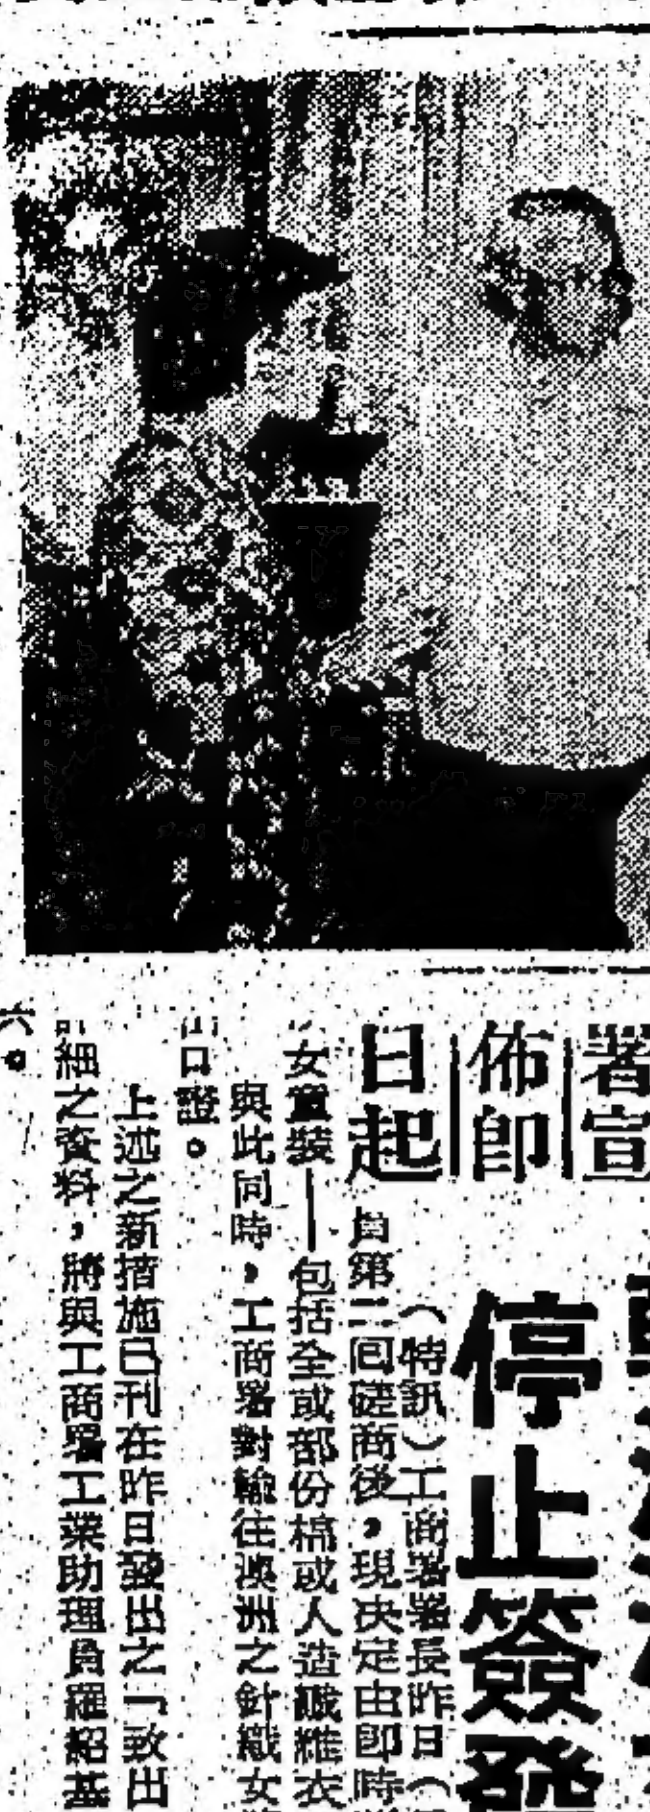 停止簽發
署宣
佈即
日起
（特訊）工商署署長昨日（
員第二回磋商後，現決定由即時
女童裝——包括全或部份棉或人造纖維衣
與此同時，工商署對輸往澳洲之針織女
口證。
上述之新措施已刊在昨日發出之「致出
細之資料，將與工商署工業助理員羅紹基
六。